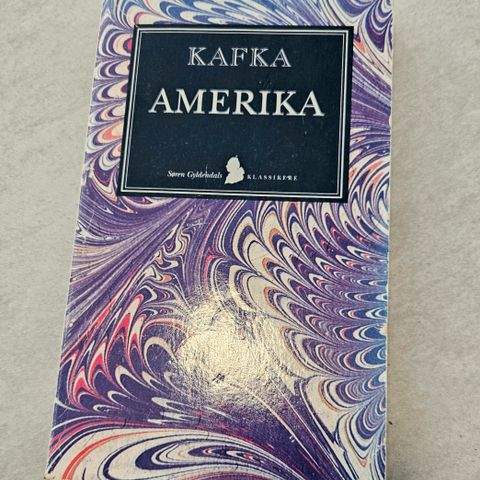 KAFKA
AMERIKA
Søren Gyldendals KLASSIKERE